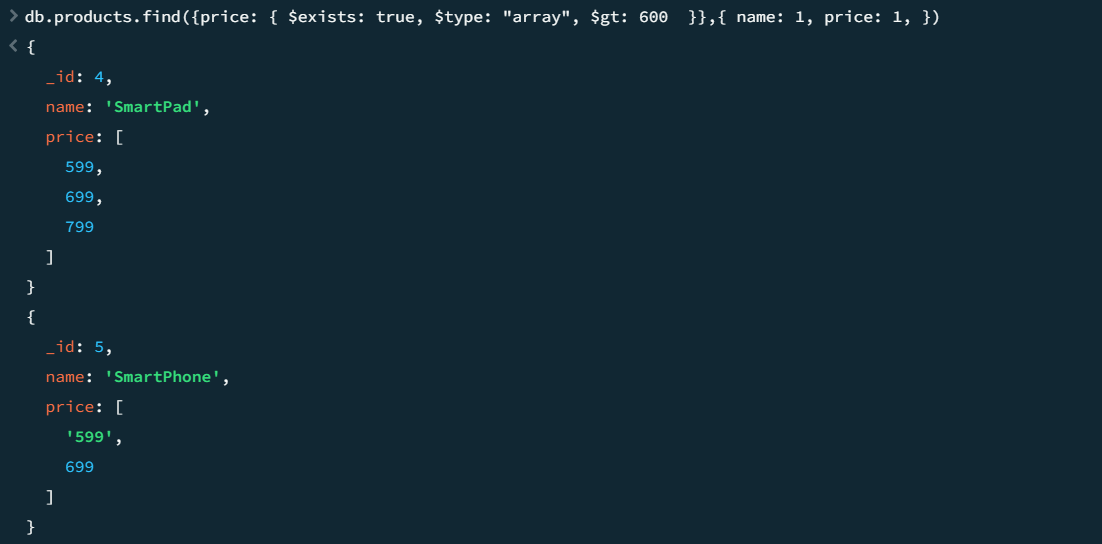 > db.products.find({price: { $exists: true, $type: "array", $gt: 600  }},{ name: 1, price: 1, })
< {
    _id: 4,
    name: 'SmartPad',
    price: [
      599,
      699,
      799
    ]
  }
  {
    _id: 5,
    name: 'SmartPhone',
    price: [
      '599',
      699
    ]
  }